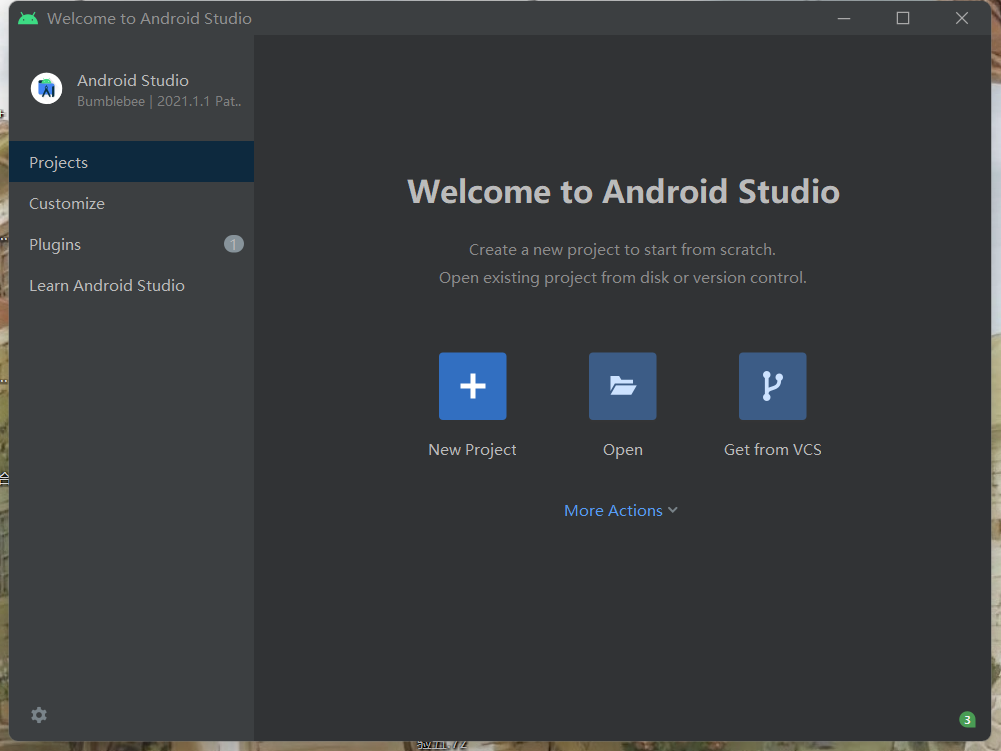 Welcome to Android Studio
Android Studio
Bumblebee | 2021.1.1 Pat..
Projects
Customize
Plugins
1
Learn Android Studio
Welcome to Android Studio
Create a new project to start from scratch.
Open existing project from disk or version control.
New Project
Open
Get from VCS
More Actions
3